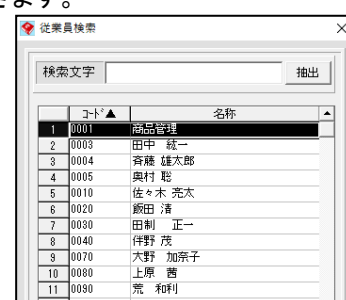 きます。
従業員検索
検索文字 抽出
コード▲ 名称
1 0001 商品管理
2 0003 田中 紘一
3 0004 斉藤 雄太郎
4 0005 奥村 聡
5 0010 佐々木 亮太
6 0020 飯田 清
7 0030 田制 正一
8 0040 伴野 茂
9 0070 大野 加奈子
10 0080 上原 茜
11 0090 荒 和利